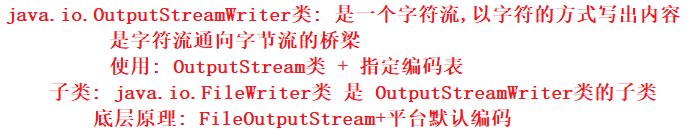 java.io.OutputStreamWriter类: 是一个字符流,以字符的方式写出内容
是字符流通向字节流的桥梁
使用: OutputStream类 + 指定编码表
子类: java.io.FileWriter类 是 OutputStreamWriter类的子类
底层原理: FileOutputStream+平台默认编码